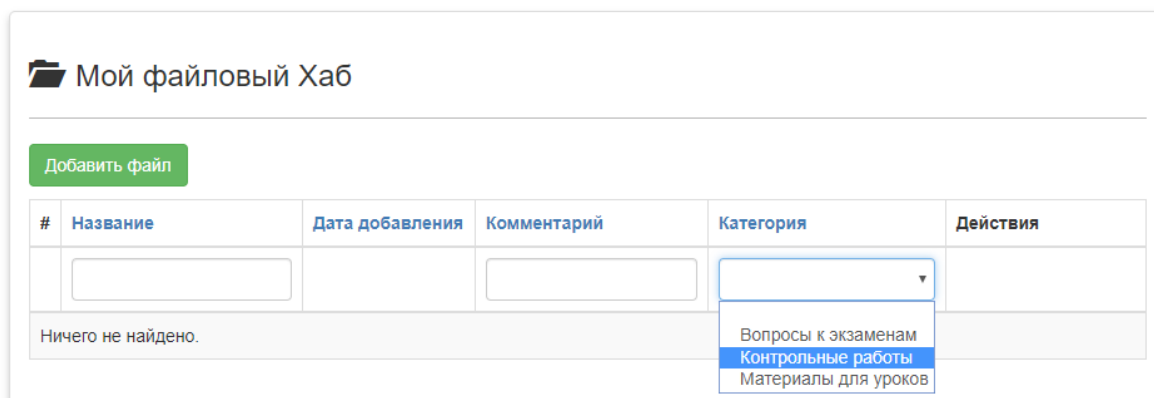 Мой файловый Хаб
Добавить файл
# Название Дата добавления Комментарий Категория Действия
Ничего не найдено.
Вопросы к экзаменам
Контрольные работы
Материалы для уроков